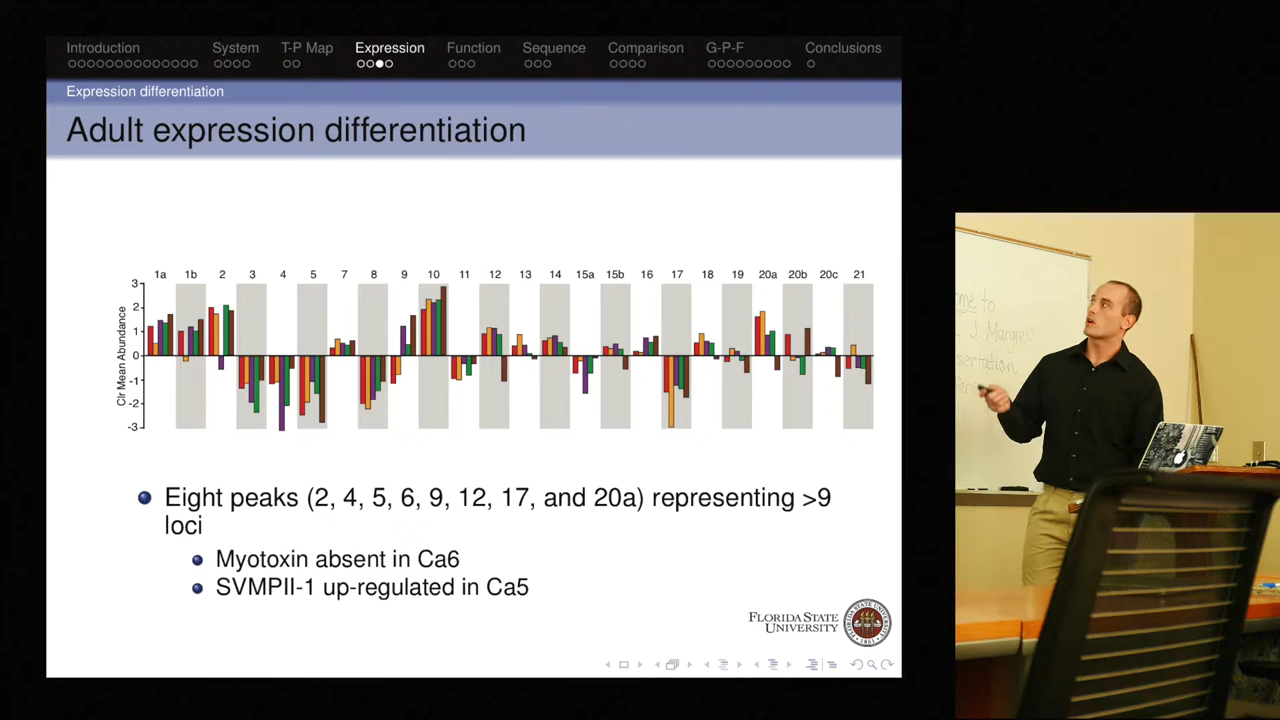 Introduction System T-P Map Expression Function Sequence Comparison G-P-F Conclusions
Expression differentiation
Adult expression differentiation
1a 1b 2 3 4 5 7 8 9 10 11 12 13 14 15a 15b 16 17 18 19 20a 20b 20c 21
Clr Mean Abundance
3
2
1
0
-1
-2
-3
Eight peaks (2, 4, 5, 6, 9, 12, 17, and 20a) representing >9
loci
Myotoxin absent in Ca6
SVMPII-1 up-regulated in Ca5
FLORIDA STATE
UNIVERSITY
to
J. Margres'